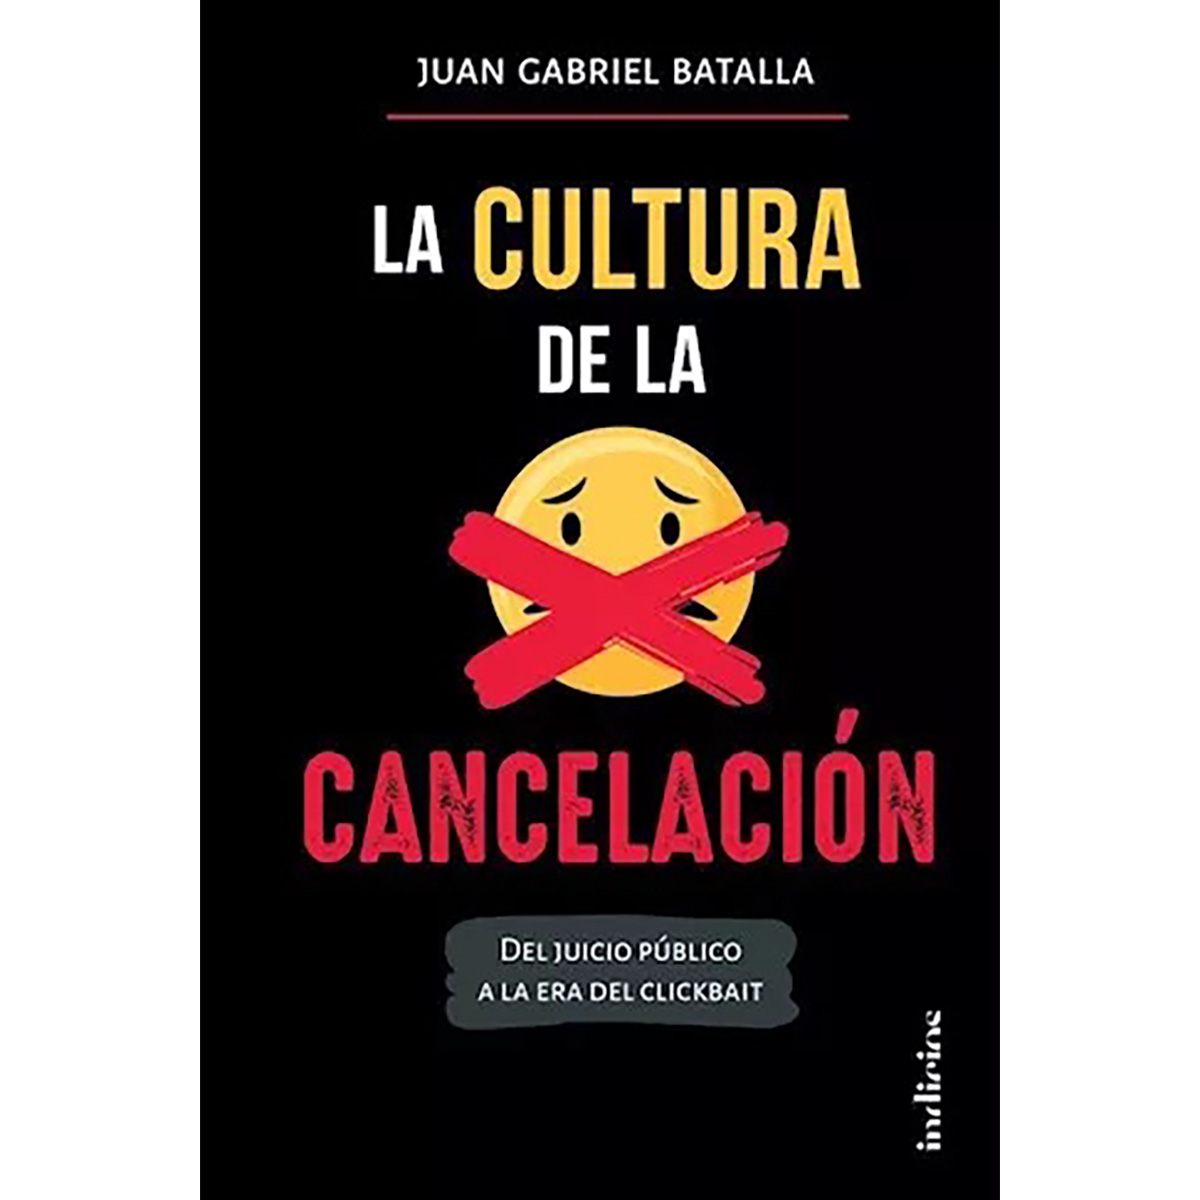 JUAN GABRIEL BATALLA
LA CULTURA
DE LA
CANCELACIÓN
DEL JUICIO PÚBLICO
A LA ERA DEL CLICKBAIT
indicios